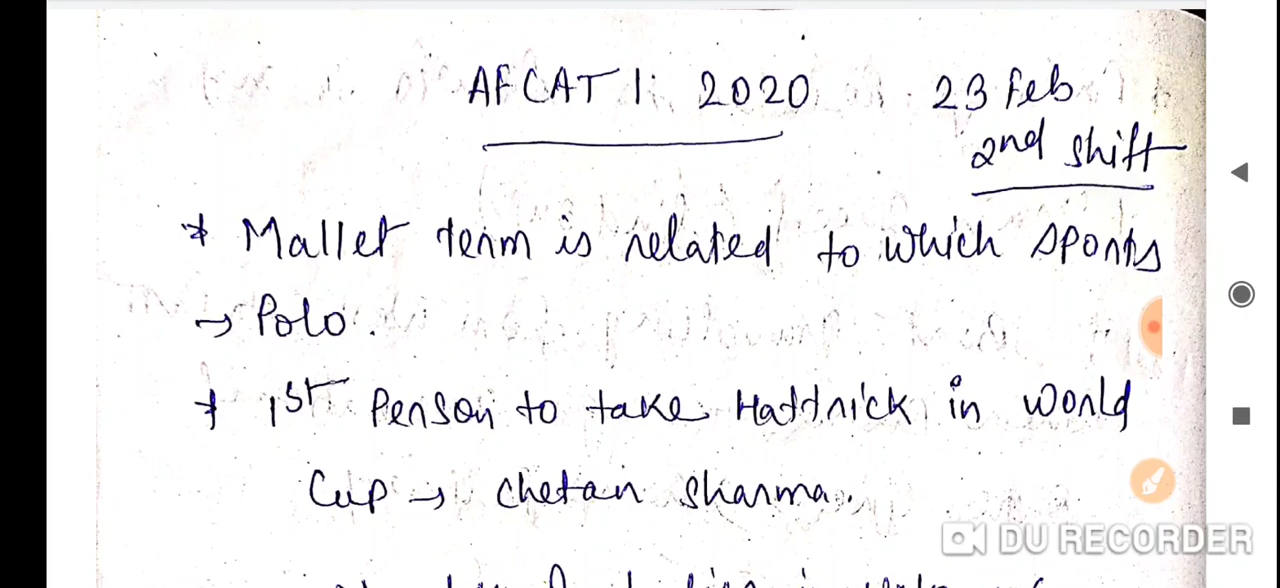 AFCAT 1 2020 23 Feb
2nd shift
* Mallet term is related to which sports
→ Polo.
* 1st Person to take Hattrick in world
Cup → Chetan Sharma.
DU RECORDER